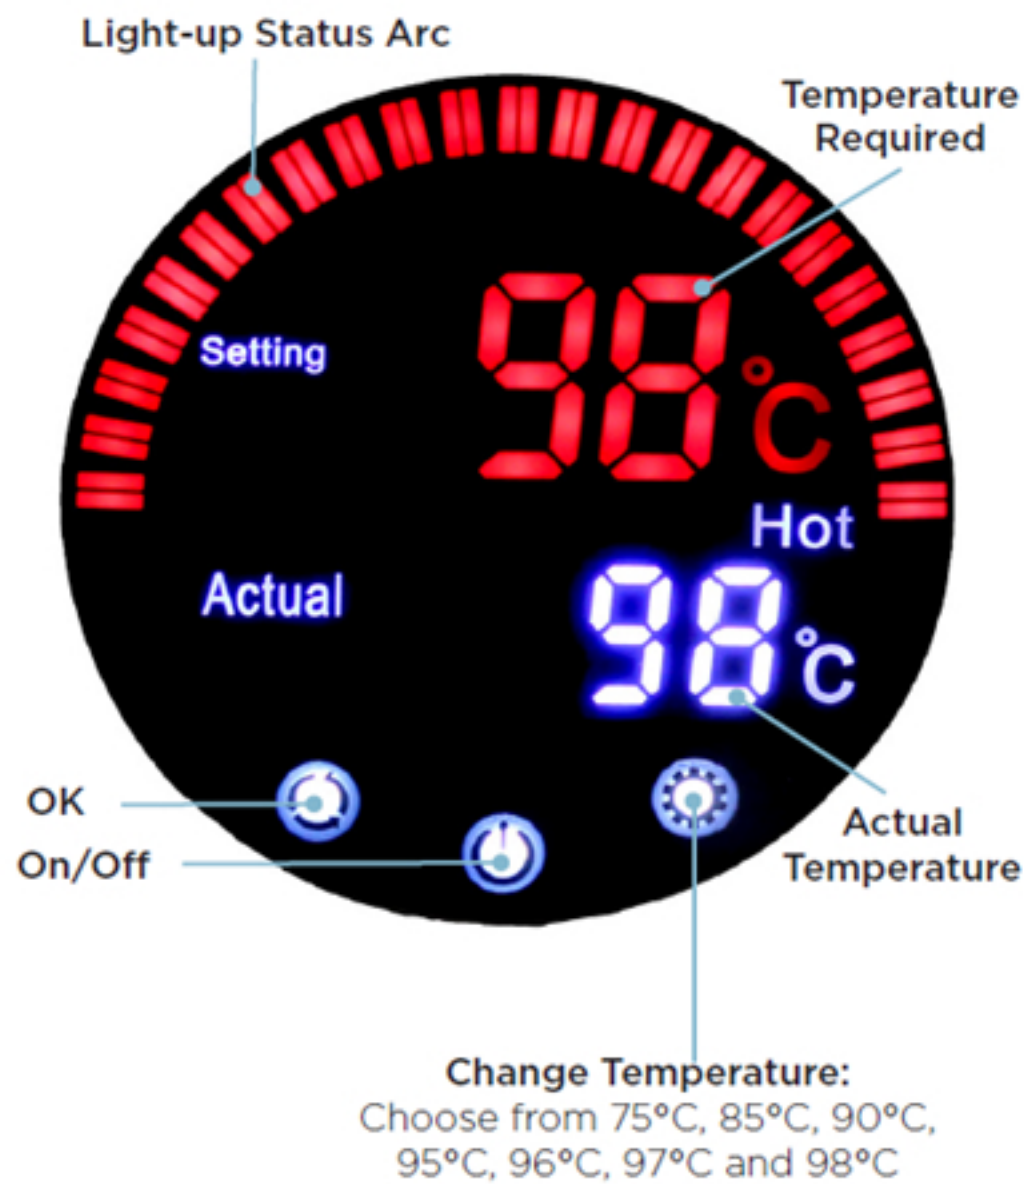 Light-up Status Arc
Temperature
Required
98
°C
Setting
Hot
Actual
98
°C
OK
On/Off
Actual
Temperature
Change Temperature:
Choose from 75°C, 85°C, 90°C,
95°C, 96°C, 97°C and 98°C